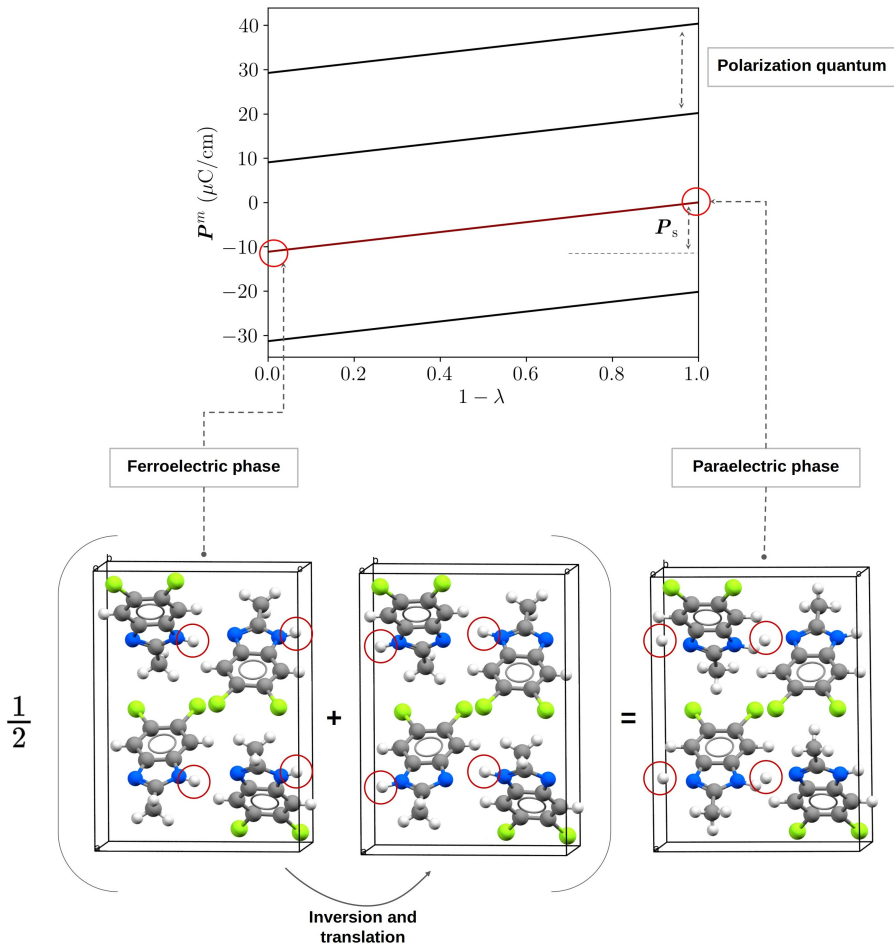 40
30
20
10
0
−10
−20
−30
P^m (μC/cm)
Polarization quantum
P_s
0.0 0.2 0.4 0.6 0.8 1.0
1 − λ
Ferroelectric phase
Paraelectric phase
1/2
+
=
Inversion and
translation